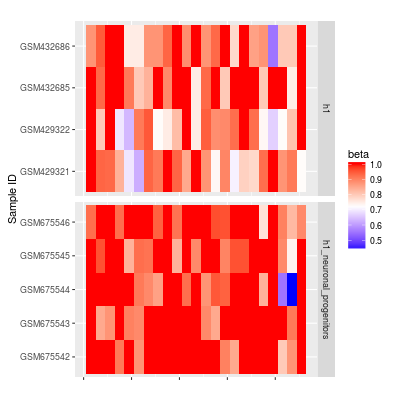 Sample ID
GSM432686
GSM432685
GSM429322
GSM429321
h1
GSM675546
GSM675545
GSM675544
GSM675543
GSM675542
h1_neuronal_progenitors
beta
1.0
0.9
0.8
0.7
0.6
0.5